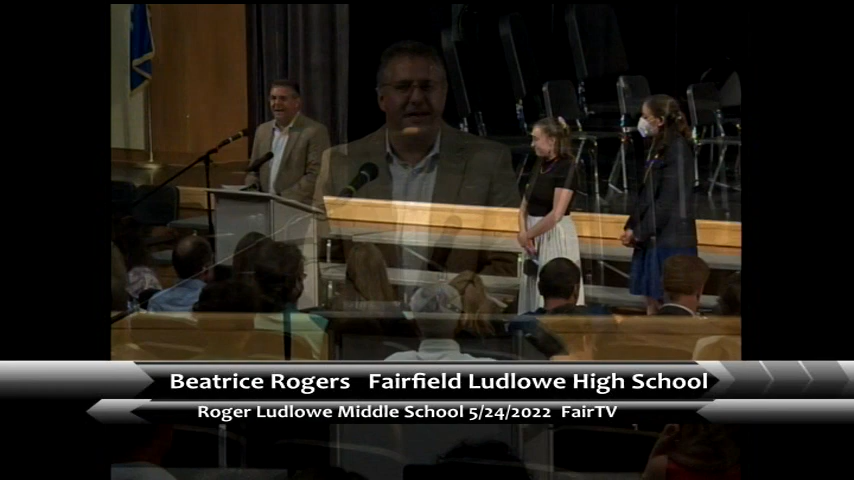 Beatrice Rogers   Fairfield Ludlowe High School
Roger Ludlowe Middle School 5/24/2022  FairTV